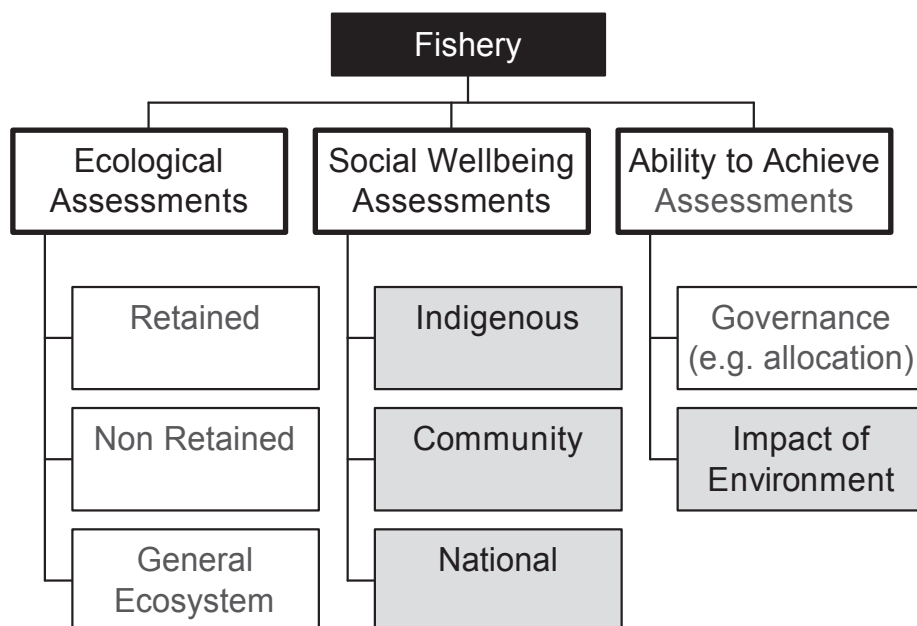 Fishery
Ecological
Assessments
Social Wellbeing
Assessments
Ability to Achieve
Assessments
Retained
Non Retained
General
Ecosystem
Indigenous
Community
National
Governance
(e.g. allocation)
Impact of
Environment